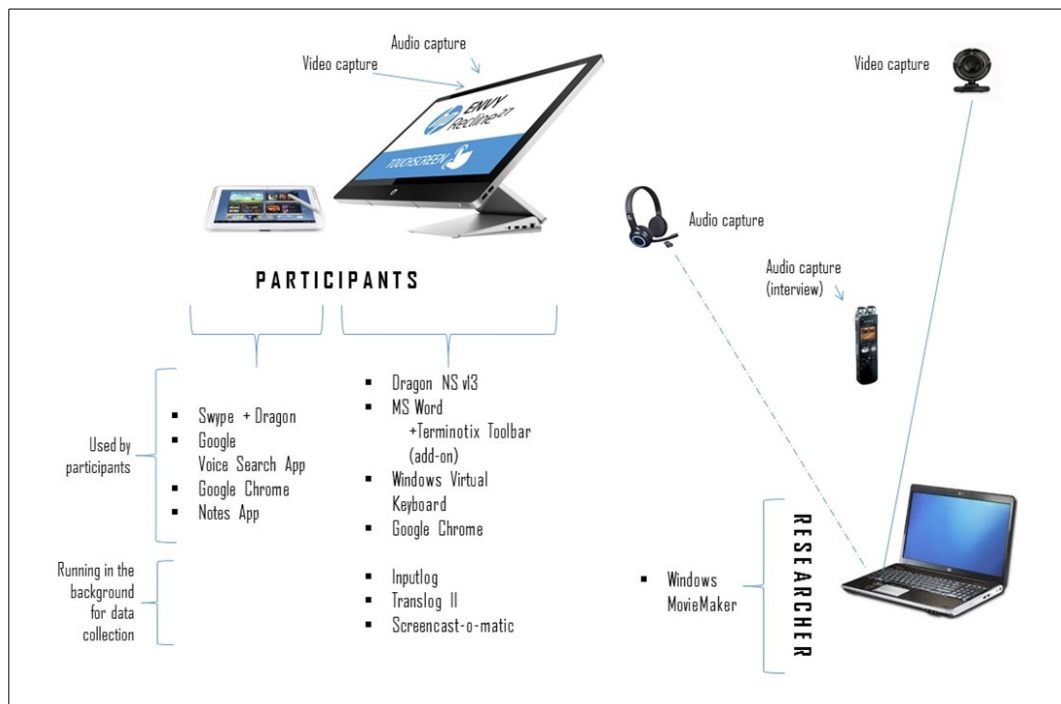 Audio capture
Video capture
Video capture
hp ENVY
Recline27
TOUCHSCREEN
Audio capture
Audio capture
(interview)
PARTICIPANTS
Used by
participants
▪ Swype + Dragon
▪ Google
Voice Search App
▪ Google Chrome
▪ Notes App
▪ Dragon NS v13
▪ MS Word
+Terminotix Toolbar
(add-on)
▪ Windows Virtual
Keyboard
▪ Google Chrome
Running in the
background
for data
collection
▪ Inputlog
▪ Translog II
▪ Screencast-o-matic
▪ Windows
MovieMaker
RESEARCHER